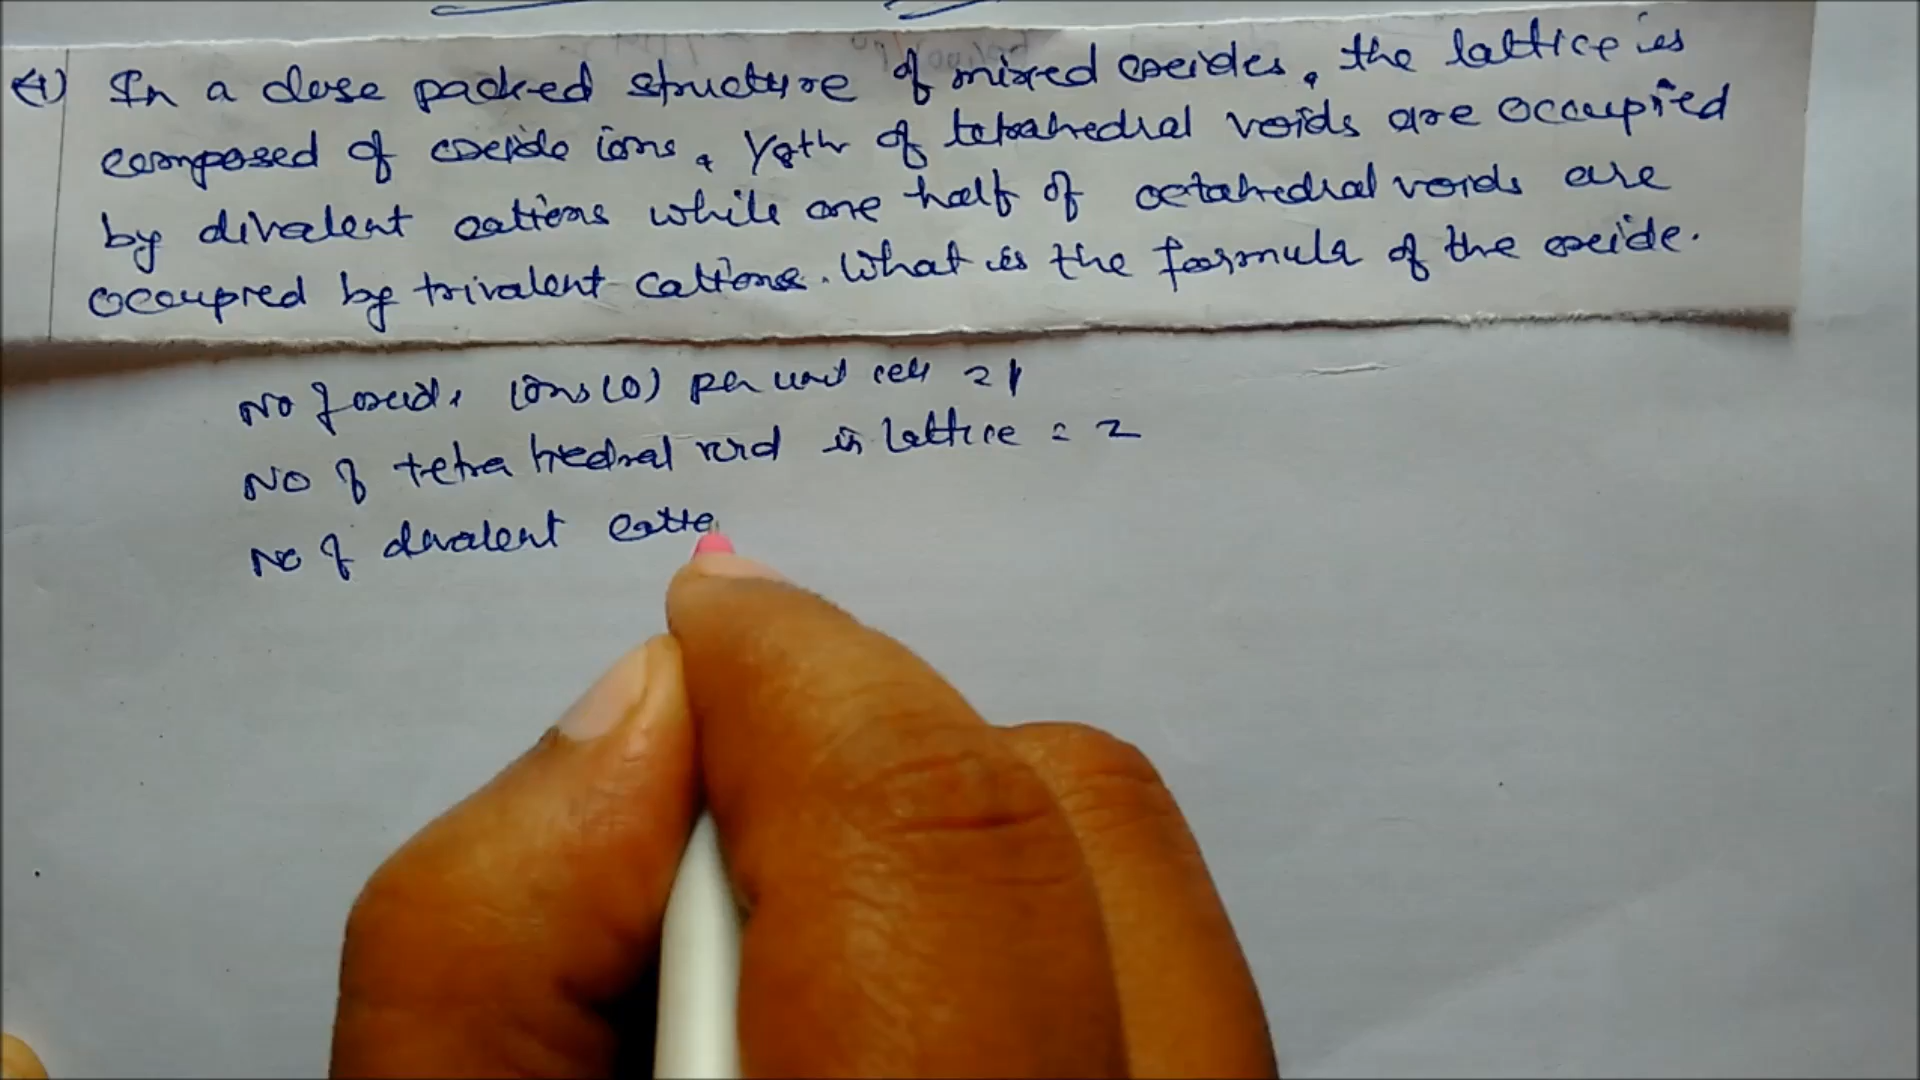 4) In a close packed structure of mixed oxides, the lattice is
composed of oxide ions, 1/8th of tetrahedral voids are occupied
by divalent cations while one half of octahedral voids are
occupied by trivalent cations. What is the formula of the oxide.
No of oxide ions (O) per unit cell = 1
No of tetra hedral void in lattice = 2
No of divalent catio